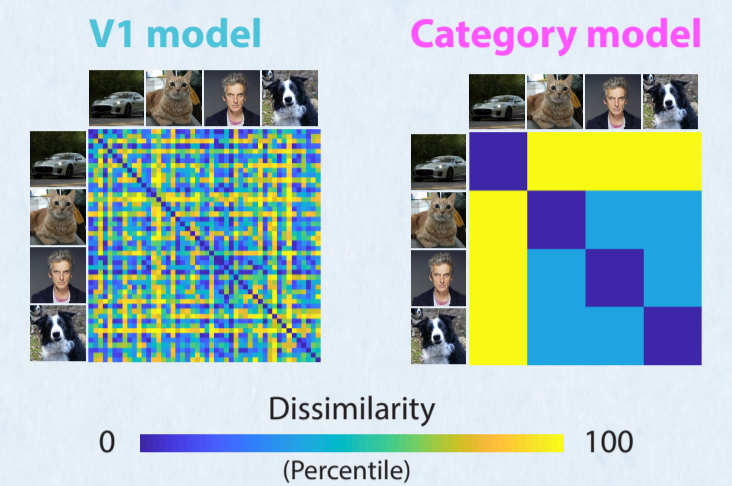 V1 model
Category model
Dissimilarity
0
100
(Percentile)